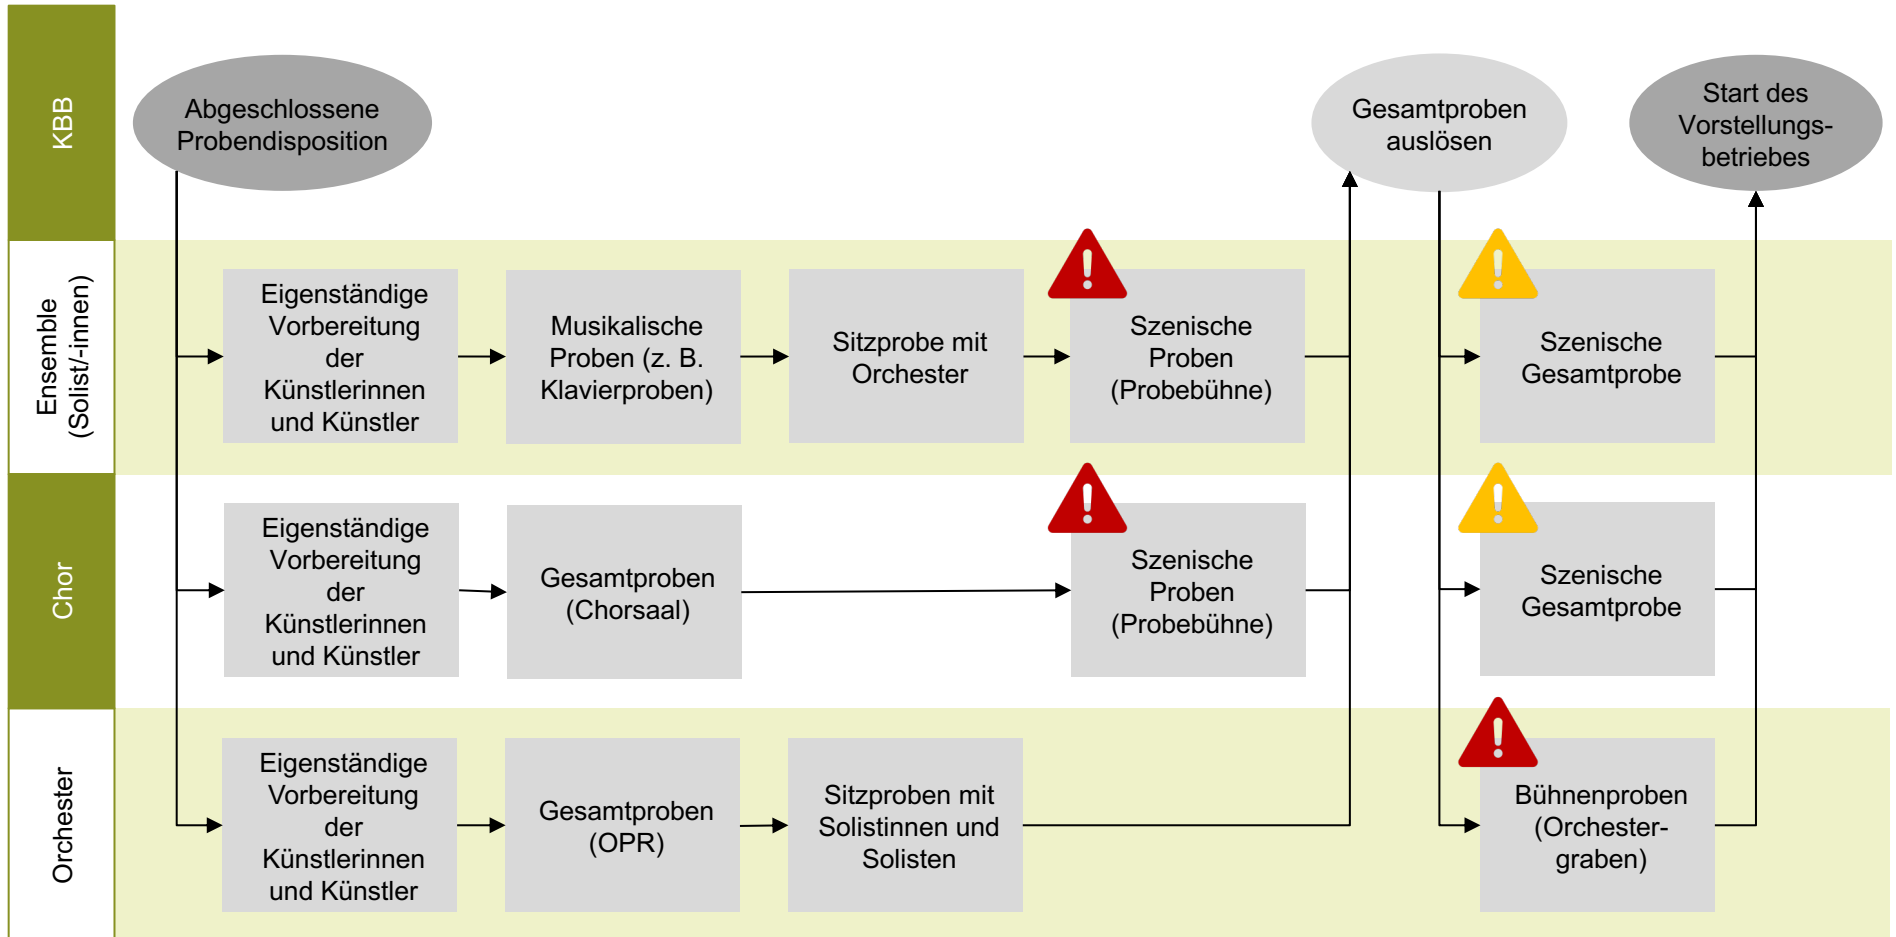 KBB
Abgeschlossene
Probendisposition
Gesamtproben
auslösen
Start des
Vorstellungs-
betriebes
Ensemble
(Solist/-innen)
Eigenständige
Vorbereitung
der
Künstlerinnen
und Künstler
Musikalische
Proben (z. B.
Klavierproben)
Sitzprobe mit
Orchester
Szenische
Proben
(Probebühne)
Szenische
Gesamtprobe
Chor
Eigenständige
Vorbereitung
der
Künstlerinnen
und Künstler
Gesamtproben
(Chorsaal)
Szenische
Proben
(Probebühne)
Szenische
Gesamtprobe
Orchester
Eigenständige
Vorbereitung
der
Künstlerinnen
und Künstler
Gesamtproben
(OPR)
Sitzproben mit
Solistinnen und
Solisten
Bühnenproben
(Orchester-
graben)